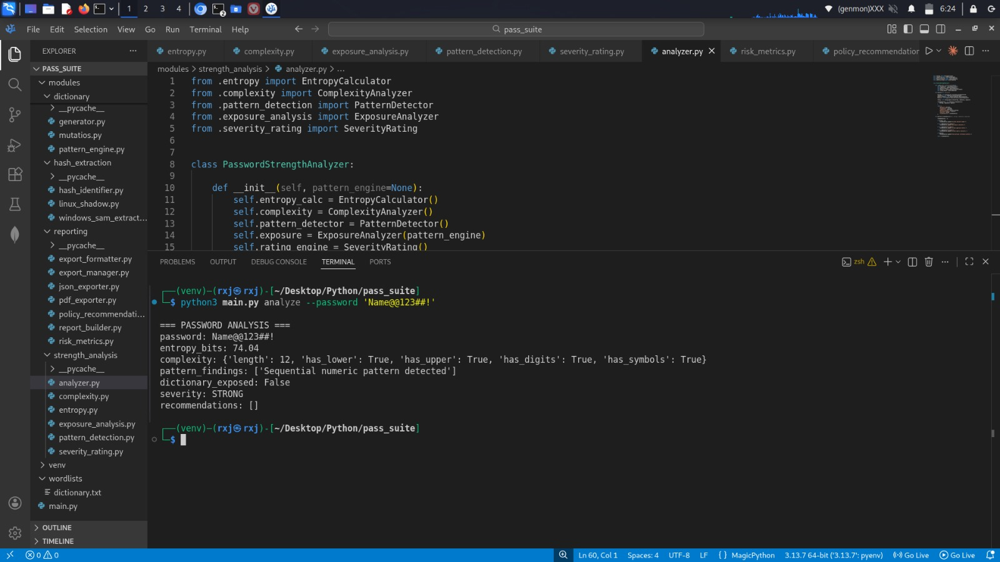 1 2 3 4 2 (genmon)XXX 6:24
File Edit Selection View Go Run Terminal Help pass_suite
EXPLORER
PASS_SUITE
modules
dictionary
__pycache__
generator.py
mutatios.py
pattern_engine.py
hash_extraction
__pycache__
hash_identifier.py
linux_shadow.py
windows_sam_extract...
reporting
__pycache__
export_formatter.py
export_manager.py
json_exporter.py
pdf_exporter.py
policy_recommendati...
report_builder.py
risk_metrics.py
strength_analysis
__pycache__
analyzer.py
complexity.py
entropy.py
exposure_analysis.py
pattern_detection.py
severity_rating.py
venv
wordlists
dictionary.txt
main.py
OUTLINE
TIMELINE
entropy.py complexity.py exposure_analysis.py pattern_detection.py severity_rating.py analyzer.py risk_metrics.py policy_recommendation
modules > strength_analysis > analyzer.py > ...
1 from .entropy import EntropyCalculator
2 from .complexity import ComplexityAnalyzer
3 from .pattern_detection import PatternDetector
4 from .exposure_analysis import ExposureAnalyzer
5 from .severity_rating import SeverityRating
6
7
8 class PasswordStrengthAnalyzer:
9
10 def __init__(self, pattern_engine=None):
11 self.entropy_calc = EntropyCalculator()
12 self.complexity = ComplexityAnalyzer()
13 self.pattern_detector = PatternDetector()
14 self.exposure = ExposureAnalyzer(pattern_engine)
15 self.rating_engine = SeverityRating()
PROBLEMS OUTPUT DEBUG CONSOLE TERMINAL PORTS zsh
┌──(venv)─(rxj㉿rxj)-[~/Desktop/Python/pass_suite]
└─$ python3 main.py analyze --password 'Name@@123##!'
=== PASSWORD ANALYSIS ===
password: Name@@123##!
entropy_bits: 74.04
complexity: {'length': 12, 'has_lower': True, 'has_upper': True, 'has_digits': True, 'has_symbols': True}
pattern_findings: ['Sequential numeric pattern detected']
dictionary_exposed: False
severity: STRONG
recommendations: []
┌──(venv)─(rxj㉿rxj)-[~/Desktop/Python/pass_suite]
└─$
0 0 Ln 60, Col 1 Spaces: 4 UTF-8 LF { } MagicPython 3.13.7 64-bit ('3.13.7': pyenv) Go Live Go Live